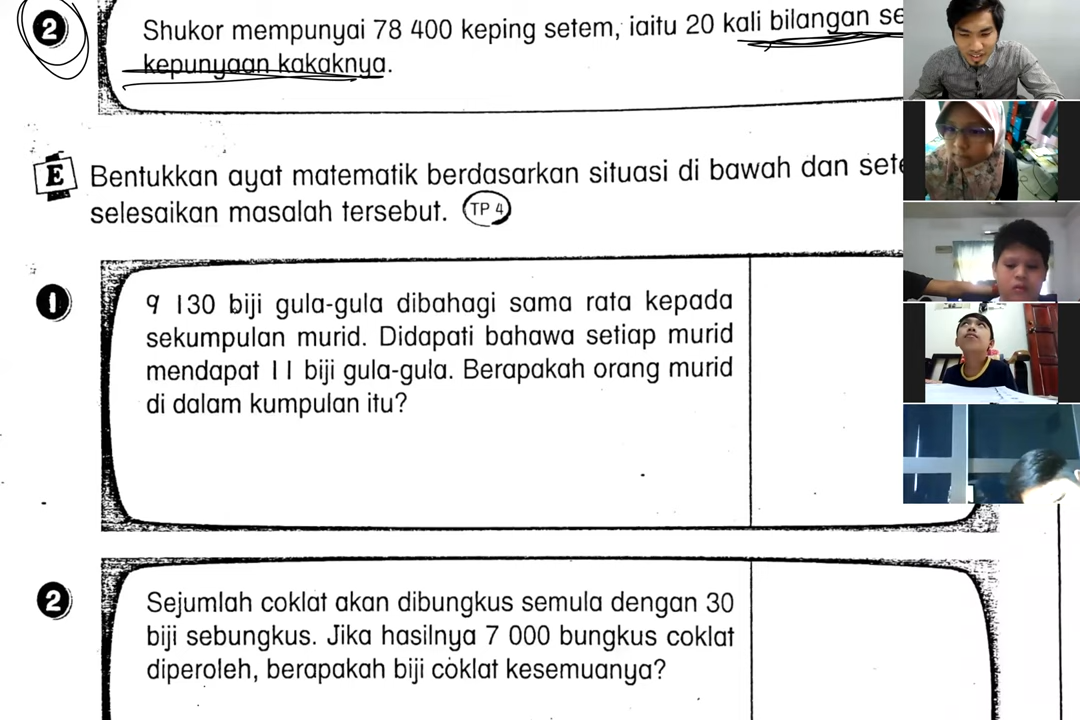 2
Shukor mempunyai 78 400 keping setem, iaitu 20 kali bilangan
kepunyaan kakaknya.
E Bentukkan ayat matematik berdasarkan situasi di bawah dan
selesaikan masalah tersebut. TP 4
1
9 130 biji gula-gula dibahagi sama rata kepada
sekumpulan murid. Didapati bahawa setiap murid
mendapat 11 biji gula-gula. Berapakah orang murid
di dalam kumpulan itu?
2
Sejumlah coklat akan dibungkus semula dengan 30
biji sebungkus. Jika hasilnya 7 000 bungkus coklat
diperoleh, berapakah biji coklat kesemuanya?